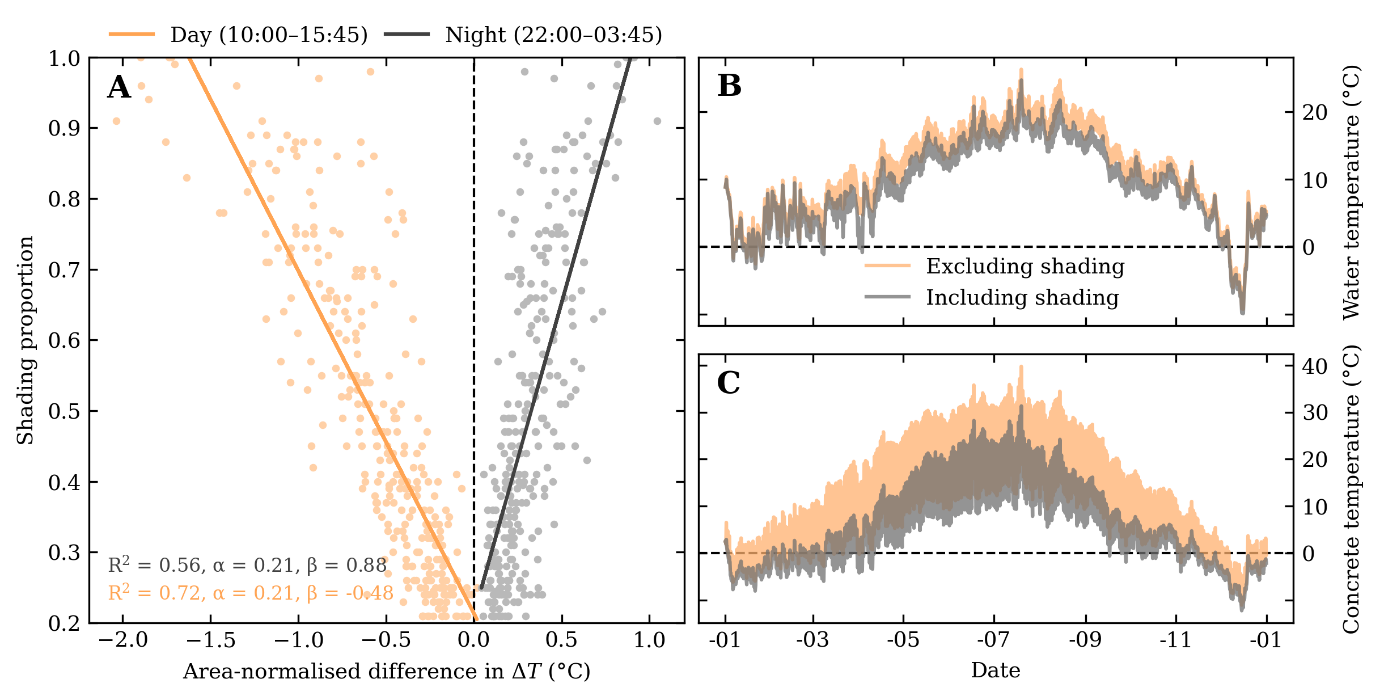 Day (10:00–15:45) Night (22:00–03:45)
A
1.0
0.9
0.8
0.7
0.6
0.5
0.4
0.3
0.2
Shading proportion
R² = 0.56, α = 0.21, β = 0.88
R² = 0.72, α = 0.21, β = -0.48
−2.0 −1.5 −1.0 −0.5 0.0 0.5 1.0
Area-normalised difference in ΔT (°C)
B
20
10
0
Water temperature (°C)
Excluding shading
Including shading
C
40
30
20
10
0
Concrete temperature (°C)
-01 -03 -05 -07 -09 -11 -01
Date